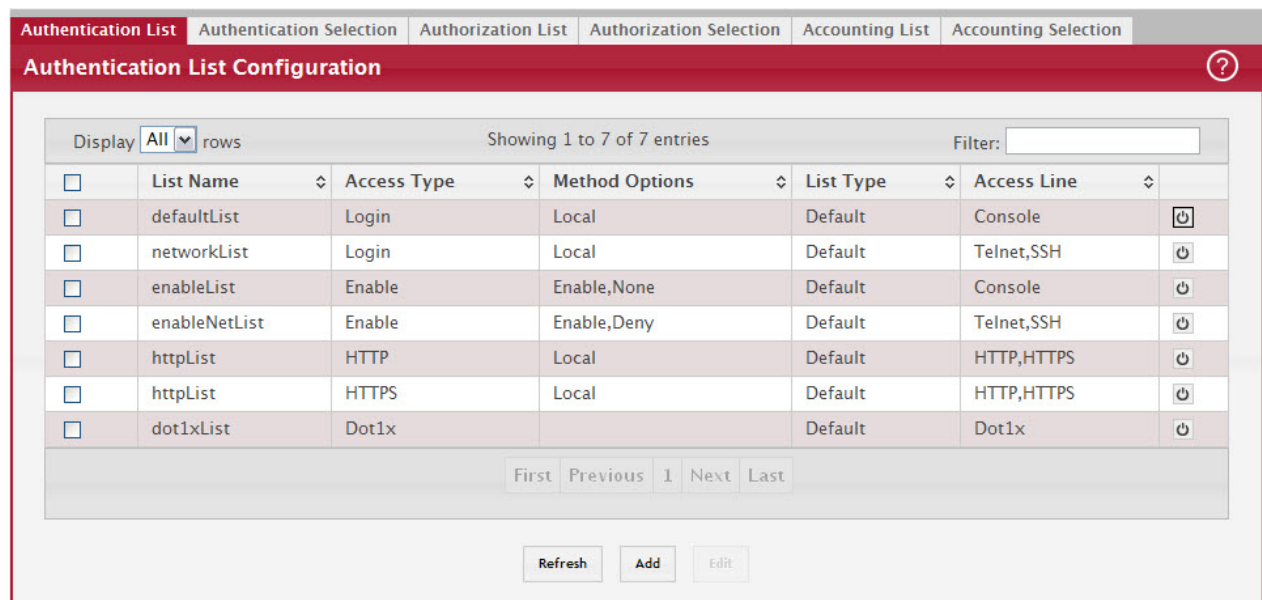 Authentication List Authentication Selection Authorization List Authorization Selection Accounting List Accounting Selection
Authentication List Configuration ?
Display All rows Showing 1 to 7 of 7 entries Filter:
List Name Access Type Method Options List Type Access Line
defaultList Login Local Default Console
networkList Login Local Default Telnet,SSH
enableList Enable Enable,None Default Console
enableNetList Enable Enable,Deny Default Telnet,SSH
httpList HTTP Local Default HTTP,HTTPS
httpList HTTPS Local Default HTTP,HTTPS
dot1xList Dot1x Default Dot1x
First Previous 1 Next Last
Refresh Add Edit